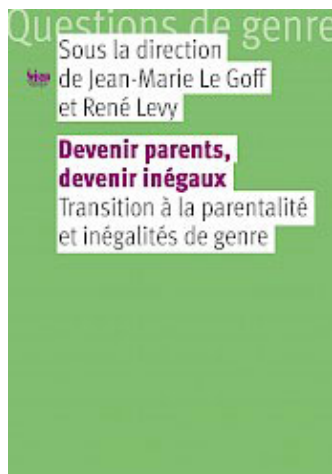 Questions de genre
Sous la direction
de Jean-Marie Le Goff
et René Levy
Devenir parents,
devenir inégaux
Transition à la parentalité
et inégalités de genre